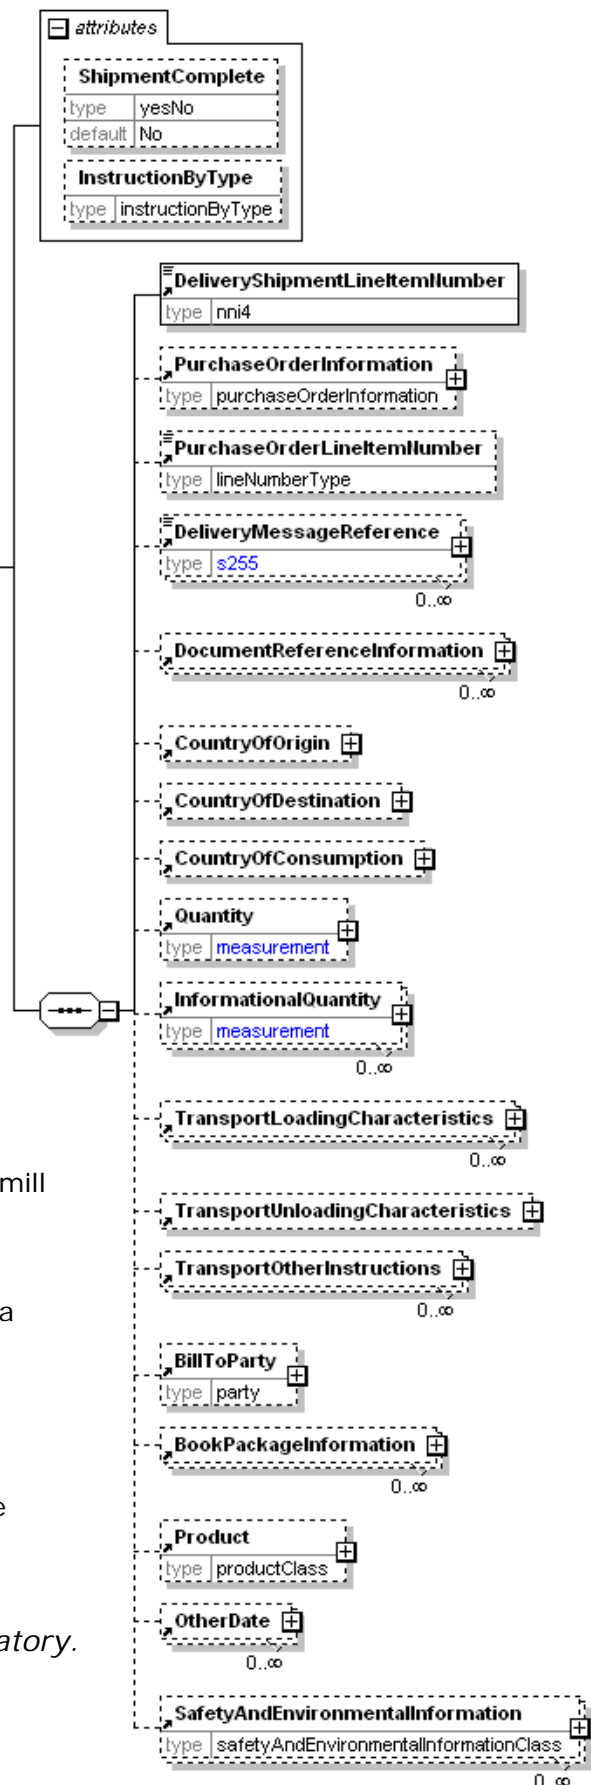 attributes
ShipmentComplete
type yesNo
default No
InstructionByType
type instructionByType
DeliveryShipmentLineItemNumber
type nni4
PurchaseOrderInformation
type purchaseOrderInformation
PurchaseOrderLineItemNumber
type lineNumberType
DeliveryMessageReference
type s255
0..∞
DocumentReferenceInformation
0..∞
CountryOfOrigin
CountryOfDestination
CountryOfConsumption
Quantity
type measurement
InformationalQuantity
type measurement
0..∞
TransportLoadingCharacteristics
0..∞
mill
TransportUnloadingCharacteristics
TransportOtherInstructions
a
0..∞
BillToParty
type party
BookPackageInformation
0..∞
e
Product
type productClass
OtherDate
atory.
0..∞
SafetyAndEnvironmentalInformation
type safetyAndEnvironmentalInformationClass
0..∞